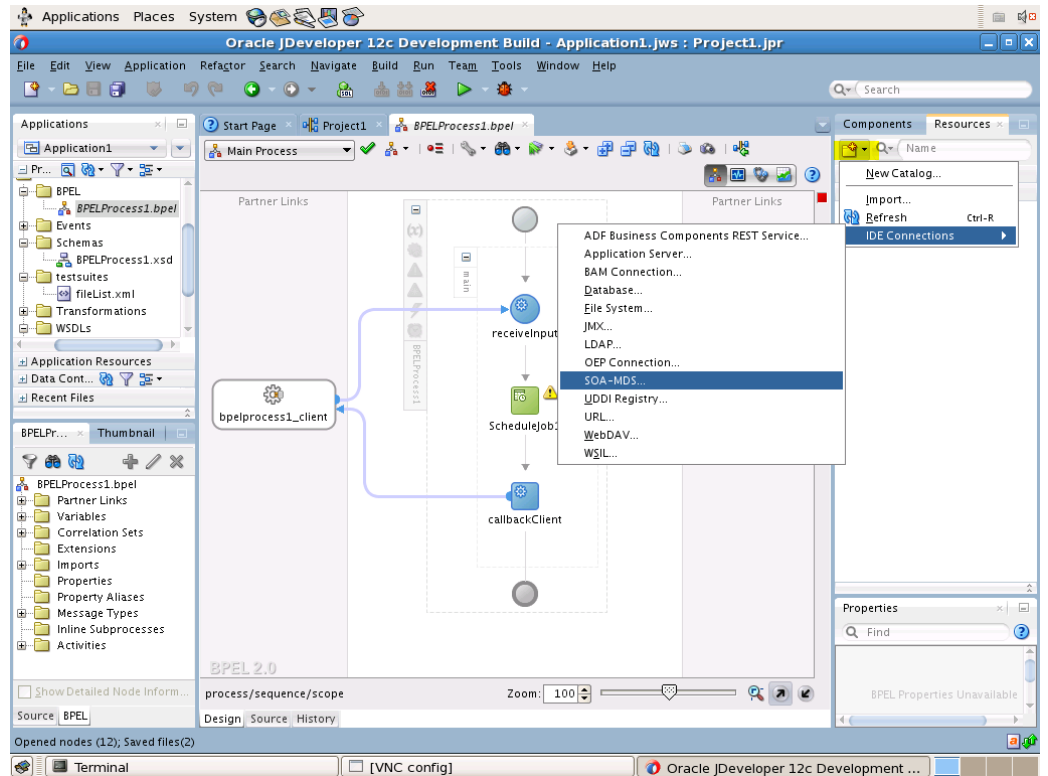 Applications Places System
Oracle JDeveloper 12c Development Build - Application1.jws : Project1.jpr
File Edit View Application Refactor Search Navigate Build Run Team Tools Window Help
Search
Applications
Application1
Pr...
BPEL
BPELProcess1.bpel
Events
Schemas
BPELProcess1.xsd
testsuites
fileList.xml
Transformations
WSDLs
Application Resources
Data Cont...
Recent Files
BPELPr... Thumbnail
BPELProcess1.bpel
Partner Links
Variables
Correlation Sets
Extensions
Imports
Properties
Property Aliases
Message Types
Inline Subprocesses
Activities
Show Detailed Node Inform...
Source BPEL
Start Page Project1 BPELProcess1.bpel
Main Process
Partner Links
Partner Links
(x)
main
BPELProcess1
receiveInput
bpelprocess1_client
ScheduleJob1
callbackClient
BPEL 2.0
process/sequence/scope
Zoom: 100
Design Source History
ADF Business Components REST Service...
Application Server...
BAM Connection...
Database...
File System...
JMX...
LDAP...
OEP Connection...
SOA-MDS...
UDDI Registry...
URL...
WebDAV...
WSIL...
Components Resources
Name
New Catalog...
Import...
Refresh Ctrl-R
IDE Connections
Properties
Find
BPEL Properties Unavailable
Opened nodes (12); Saved files(2)
Terminal
[VNC config]
Oracle JDeveloper 12c Development ...